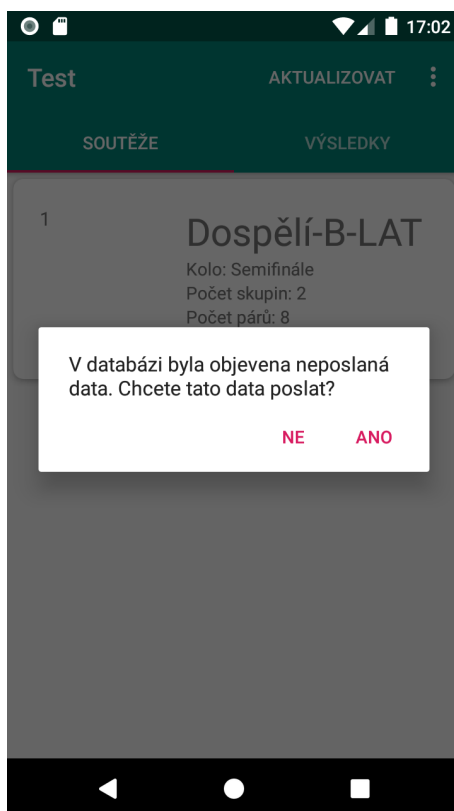 17:02
Test
AKTUALIZOVAT
SOUTĚŽE
VÝSLEDKY
1
Dospělí-B-LAT
Kolo: Semifinále
Počet skupin: 2
Počet párů: 8
V databázi byla objevena neposlaná
data. Chcete tato data poslat?
NE
ANO